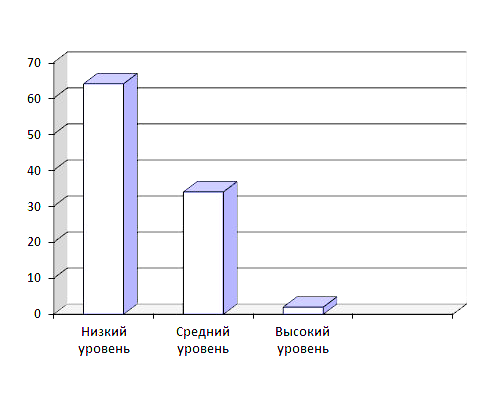 70
60
50
40
30
20
10
0
Низкий
уровень
Средний
уровень
Высокий
уровень